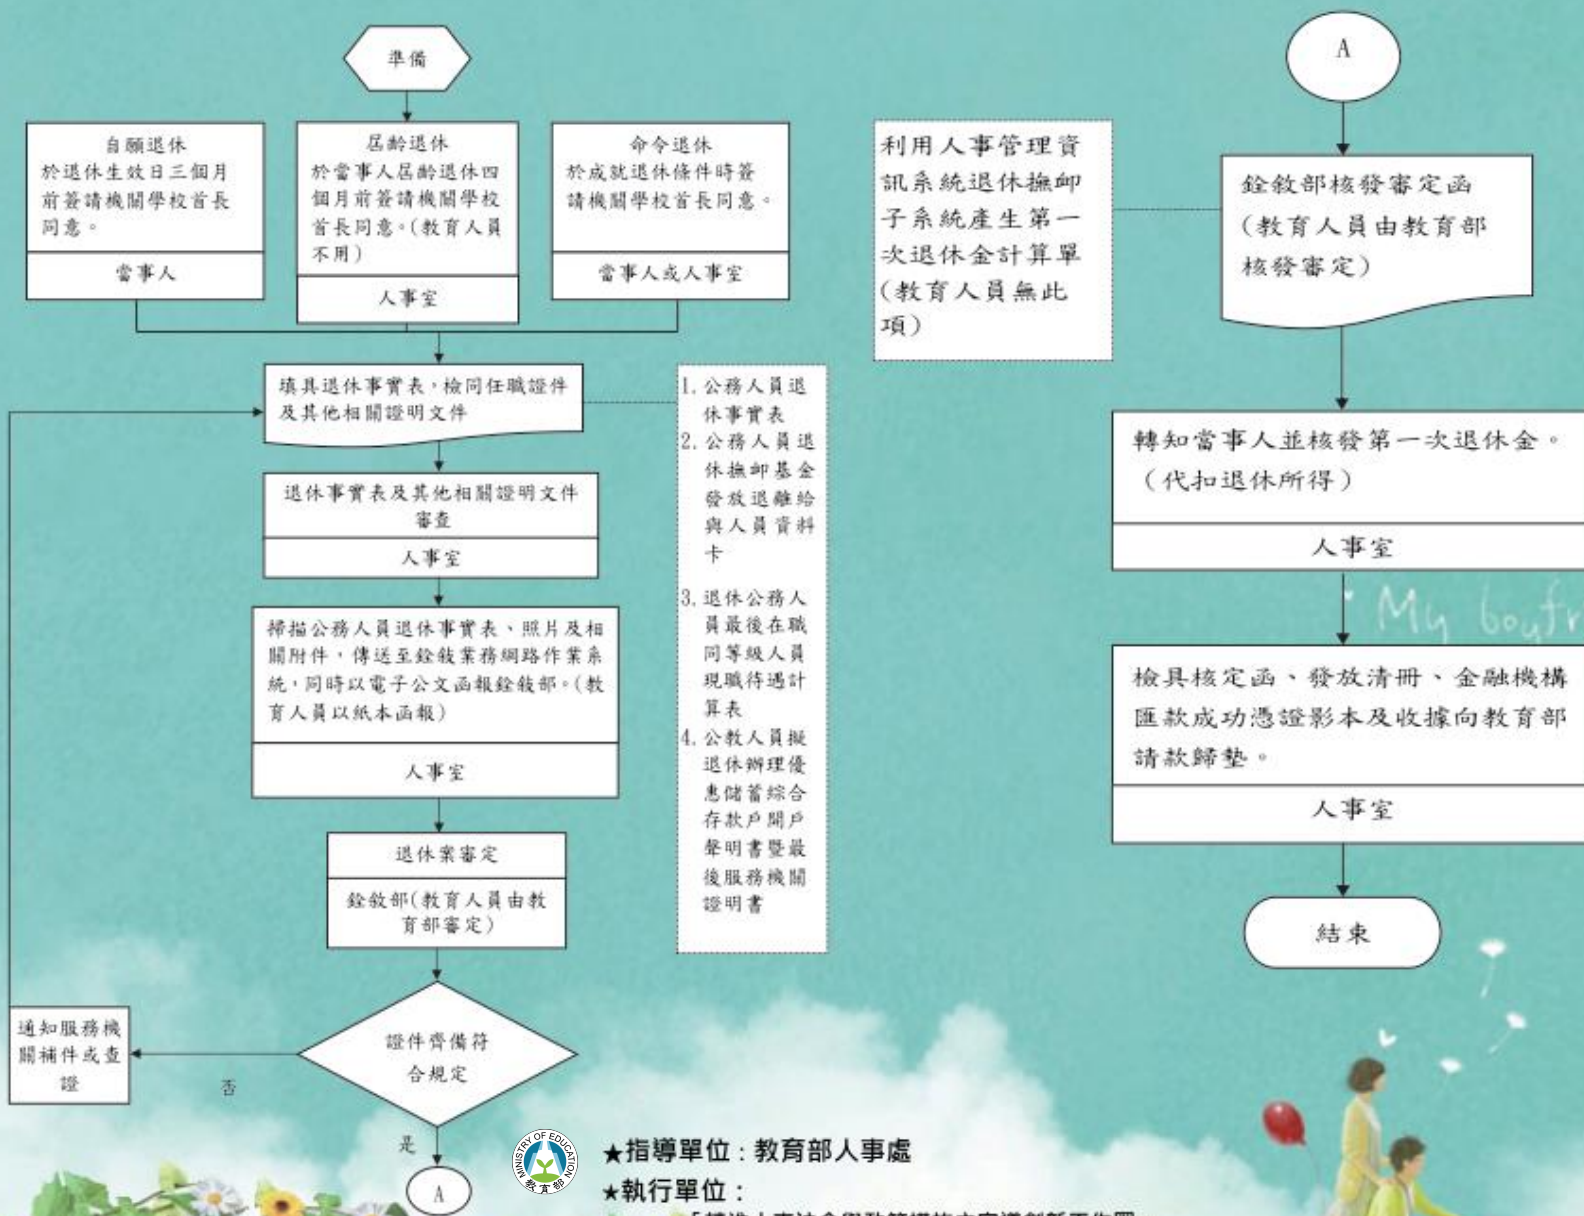 準備
自願退休
於退休生效日三個月
前簽請機關學校首長
同意。
當事人
屆齡退休
於當事人屆齡退休四
個月前簽請機關學校
首長同意。(教育人員
不用)
人事室
命令退休
於成就退休條件時簽
請機關學校首長同意。
當事人或人事室
填具退休事實表，檢同任職證件
及其他相關證明文件
1. 公務人員退
休事實表
2. 公務人員退
休撫卹基金
發放退離給
與人員資料
卡
3. 退休公務人
員最後在職
同等級人員
現職待遇計
算表
4. 公教人員擬
退休辦理優
惠儲蓄綜合
存款戶開戶
聲明書暨最
後服務機關
證明書
退休事實表及其他相關證明文件
審查
人事室
掃描公務人員退休事實表、照片及相
關附件，傳送至銓敘業務網路作業系
統，同時以電子公文函報銓敘部。(教
育人員以紙本函報)
人事室
退休案審定
銓敘部(教育人員由教
育部審定)
證件齊備符
合規定
否
通知服務機
關補件或查
證
是
A
A
利用人事管理資
訊系統退休撫卹
子系統產生第一
次退休金計算單
(教育人員無此
項)
銓敘部核發審定函
(教育人員由教育部
核發審定)
轉知當事人並核發第一次退休金。
(代扣退休所得)
人事室
My boyfr
檢具核定函、發放清冊、金融機構
匯款成功憑證影本及收據向教育部
請款歸墊。
人事室
結束
MINISTRY OF EDUCATION
教育部
★指導單位：教育部人事處
★執行單位：